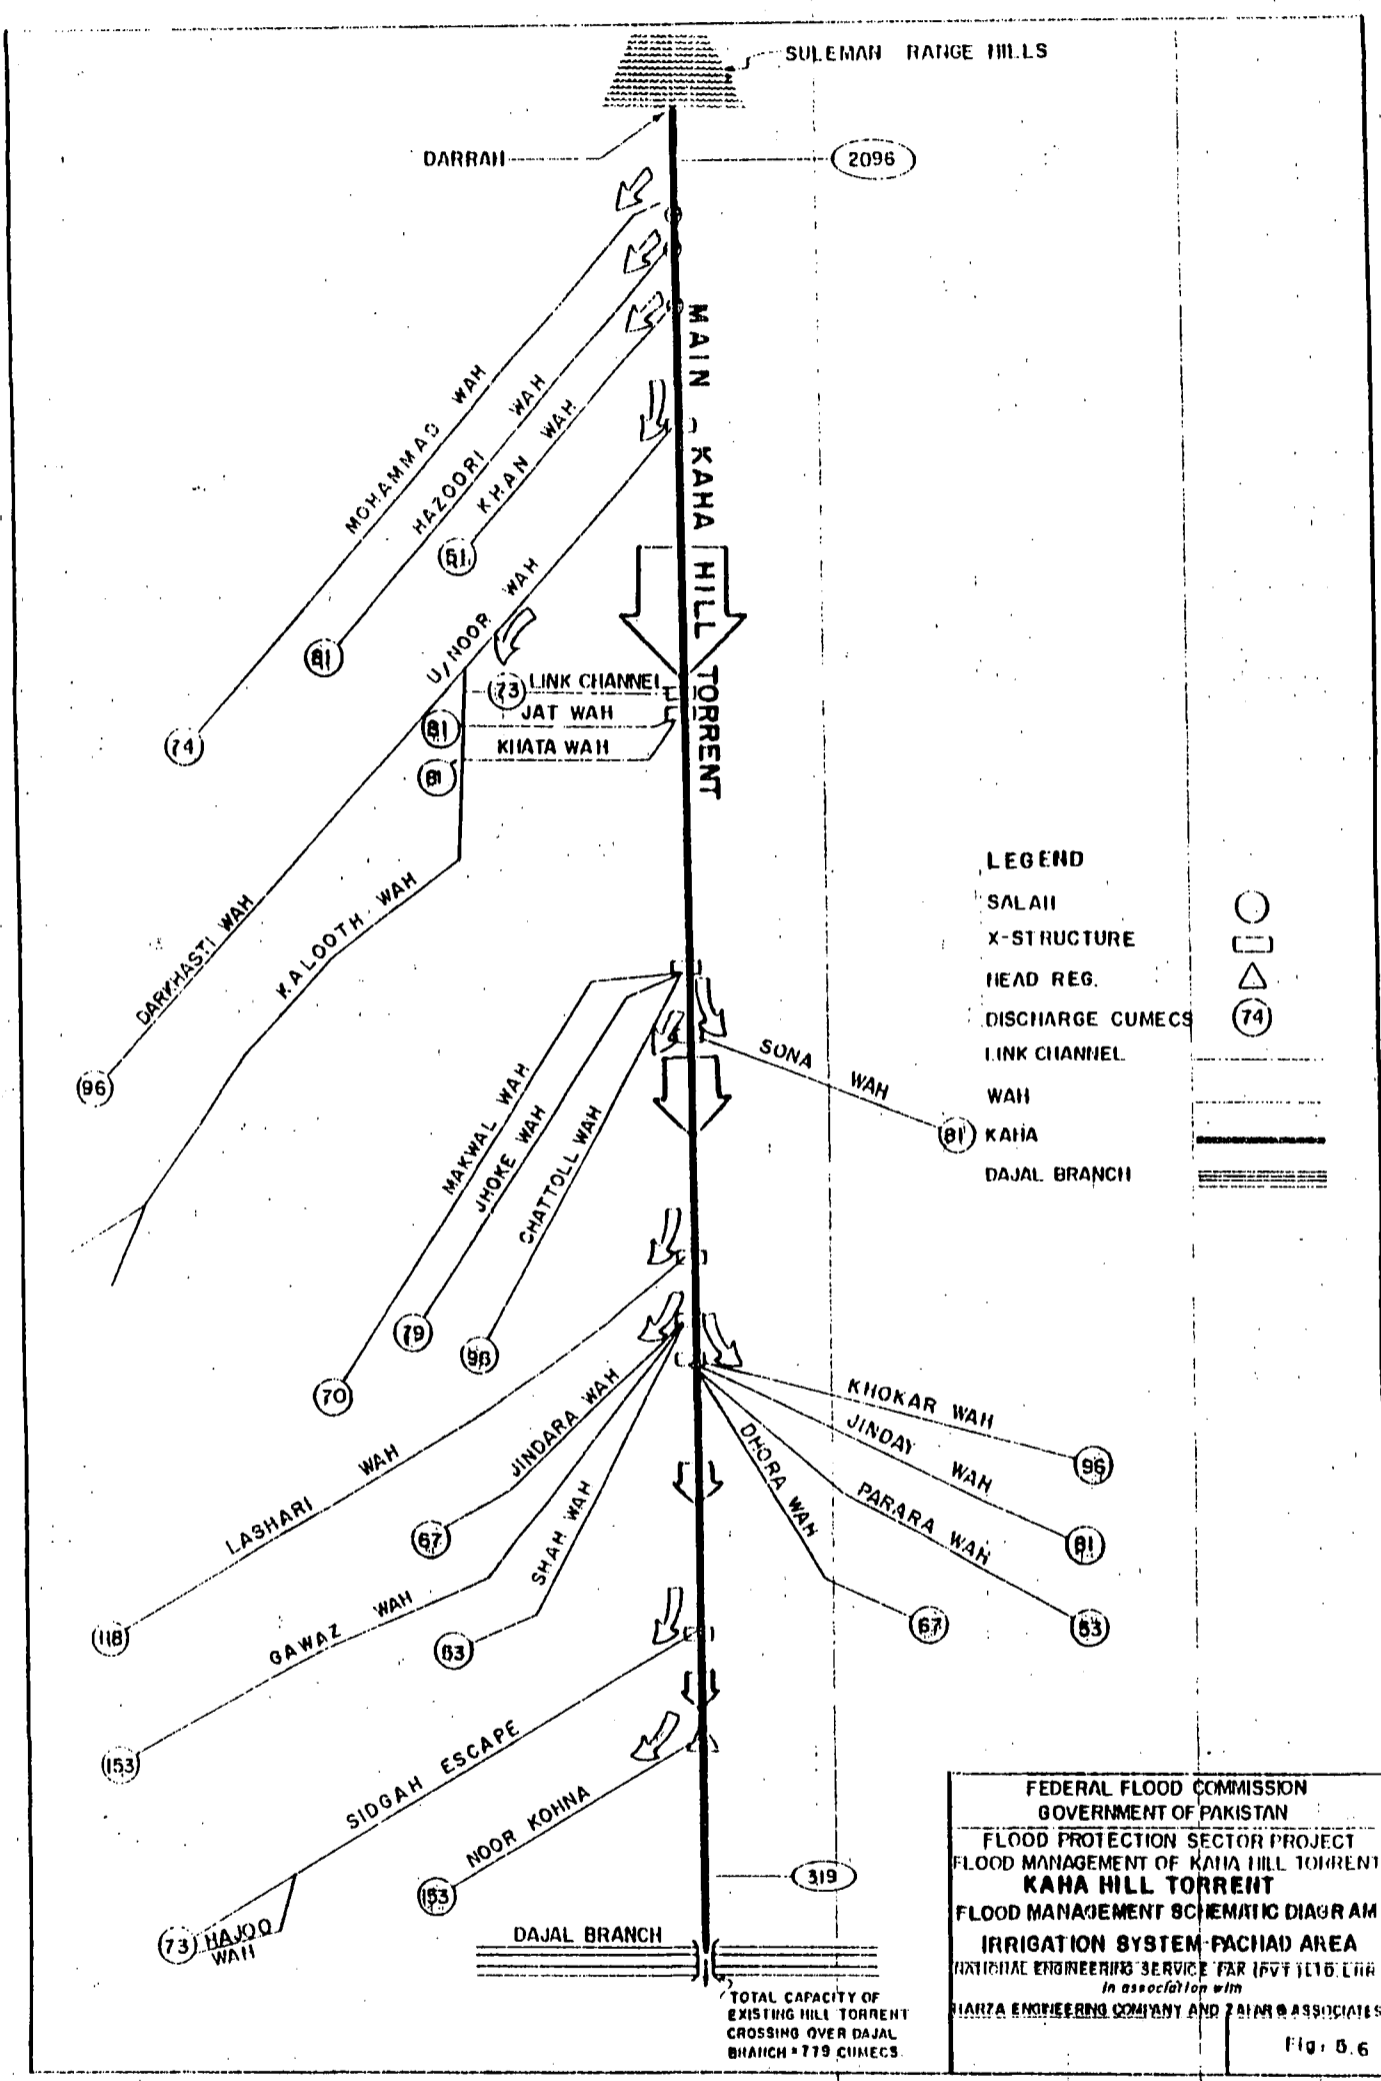 SULEMAN RANGE HILLS
DARRAH
2096
MAIN KAHA HILL TORRENT
MOHAMMAD WAH
HAZOORI WAH
KHAN WAH
U/NOOR WAH
81
74
73
LINK CHANNEL
JAT WAH
81
KHATA WAH
81
DARKHASTI WAH
KALOOTH WAH
96
LEGEND
SALAH
X-STRUCTURE
HEAD REG.
DISCHARGE CUMECS
74
LINK CHANNEL
WAH
KAHA
DAJAL BRANCH
SONA WAH
81
MAKWAL WAH
JHOKE WAH
CHATTOLL WAH
79
70
LASHARI WAH
JINDARA WAH
SHAH WAH
GAWAZ WAH
67
118
153
KHOKAR WAH
JINDAY WAH
PARARA WAH
DHORA WAH
96
81
67
SIDGAH ESCAPE
NOOR KOHNA
153
319
73
HAJOO
WAH
DAJAL BRANCH
TOTAL CAPACITY OF
EXISTING HILL TORRENT
CROSSING OVER DAJAL
BRANCH = 779 CUMECS.
FEDERAL FLOOD COMMISSION
GOVERNMENT OF PAKISTAN
FLOOD PROTECTION SECTOR PROJECT
FLOOD MANAGEMENT OF KAHA HILL TORRENT
KAHA HILL TORRENT
FLOOD MANAGEMENT SCHEMATIC DIAGRAM
IRRIGATION SYSTEM-PACHAD AREA
NATIONAL ENGINEERING SERVICE PAK (PVT) LTD. LHR
in association with
HARZA ENGINEERING COMPANY AND ZAFAR & ASSOCIATES